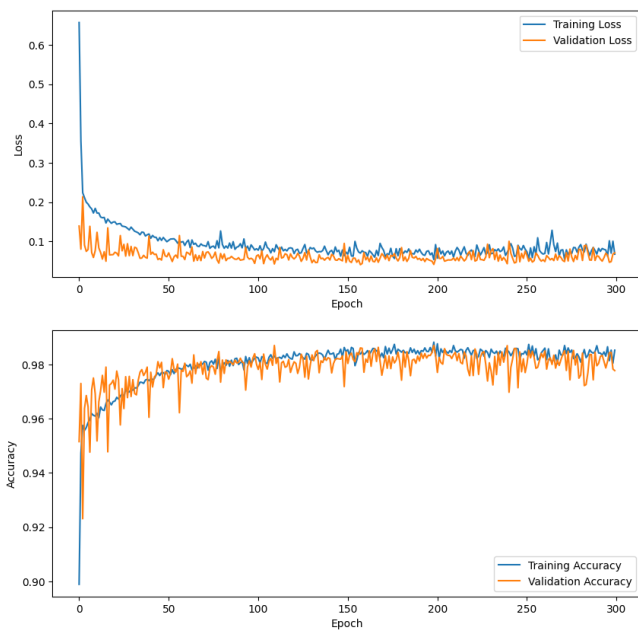 0.6
0.5
0.4
0.3
0.2
0.1
Loss
Training Loss
Validation Loss
0 50 100 150 200 250 300
Epoch
0.98
0.96
0.94
0.92
0.90
Accuracy
Training Accuracy
Validation Accuracy
0 50 100 150 200 250 300
Epoch